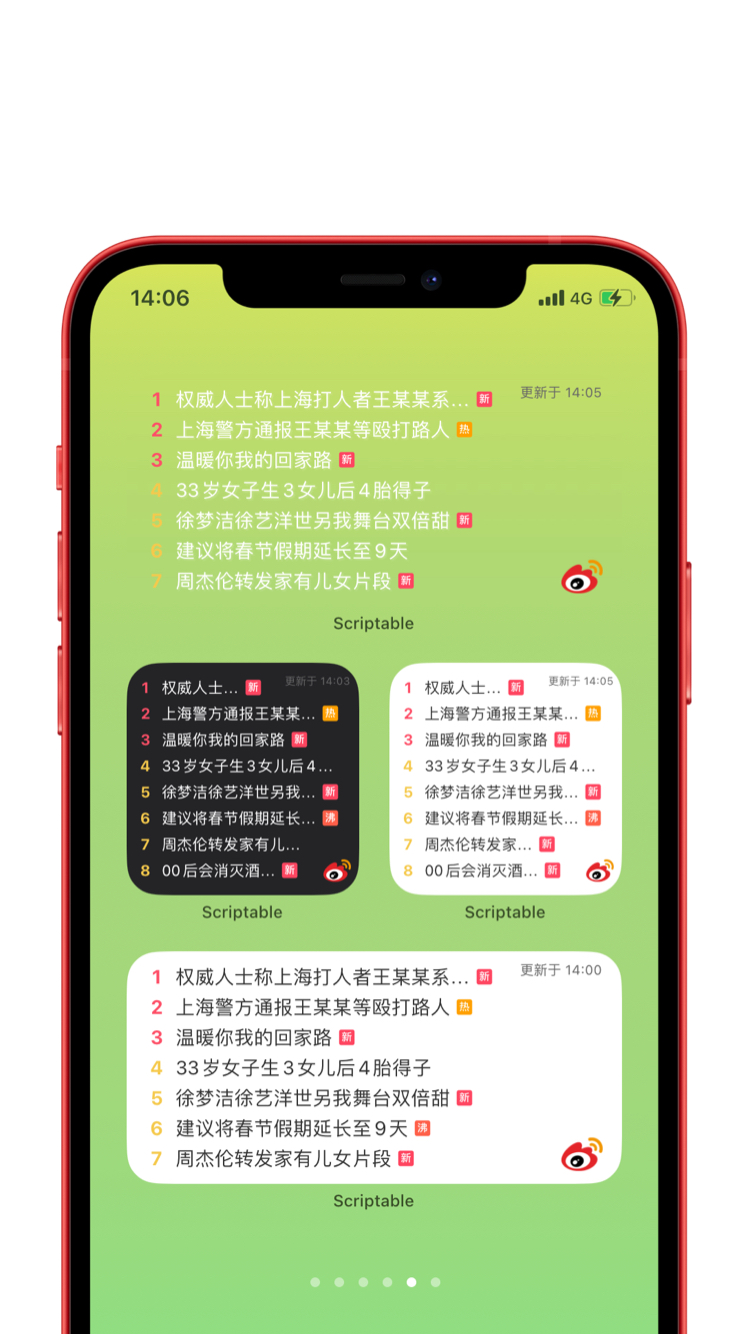 14:06 4G
更新于 14:05
1 权威人士称上海打人者王某某系... 新
2 上海警方通报王某某等殴打路人 热
3 温暖你我的回家路 新
4 33岁女子生3女儿后4胎得子
5 徐梦洁徐艺洋世另我舞台双倍甜 新
6 建议将春节假期延长至9天
7 周杰伦转发家有儿女片段 新
Scriptable
更新于 14:03
1 权威人士... 新
2 上海警方通报王某某... 热
3 温暖你我的回家路 新
4 33岁女子生3女儿后4...
5 徐梦洁徐艺洋世另我... 新
6 建议将春节假期延长... 沸
7 周杰伦转发家有儿...
8 00后会消灭酒... 新
Scriptable
更新于 14:05
1 权威人士... 新
2 上海警方通报王某某... 热
3 温暖你我的回家路 新
4 33岁女子生3女儿后4...
5 徐梦洁徐艺洋世另我... 新
6 建议将春节假期延长... 沸
7 周杰伦转发家... 新
8 00后会消灭酒... 新
Scriptable
更新于 14:00
1 权威人士称上海打人者王某某系... 新
2 上海警方通报王某某等殴打路人 热
3 温暖你我的回家路 新
4 33岁女子生3女儿后4胎得子
5 徐梦洁徐艺洋世另我舞台双倍甜 新
6 建议将春节假期延长至9天 沸
7 周杰伦转发家有儿女片段 新
Scriptable